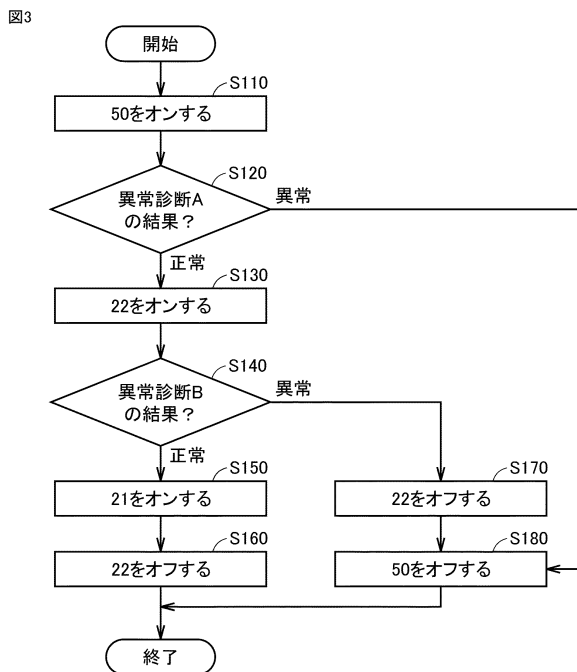 図3
開始
S110
50をオンする
S120
異常診断A
の結果？
異常
正常
S130
22をオンする
S140
異常診断B
の結果？
異常
正常
S150
21をオンする
S170
22をオフする
S160
22をオフする
S180
50をオフする
終了